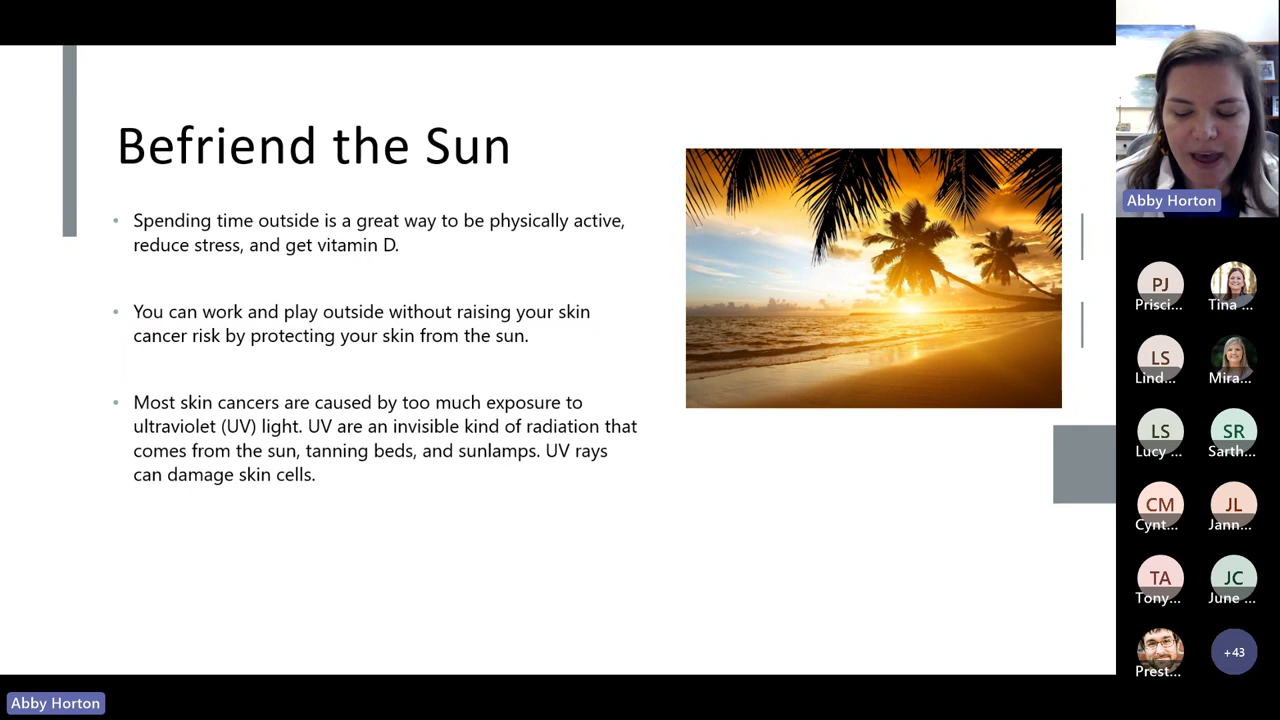 Befriend the Sun
• Spending time outside is a great way to be physically active,
reduce stress, and get vitamin D.
• You can work and play outside without raising your skin
cancer risk by protecting your skin from the sun.
• Most skin cancers are caused by too much exposure to
ultraviolet (UV) light. UV are an invisible kind of radiation that
comes from the sun, tanning beds, and sunlamps. UV rays
can damage skin cells.
Abby Horton
PJ
Prisci...
Tina ...
LS
Lind...
Mira...
LS
Lucy ...
SR
Sarth...
CM
Cynt...
JL
Jann...
TA
Tony...
JC
June ...
Prest...
+43
Abby Horton